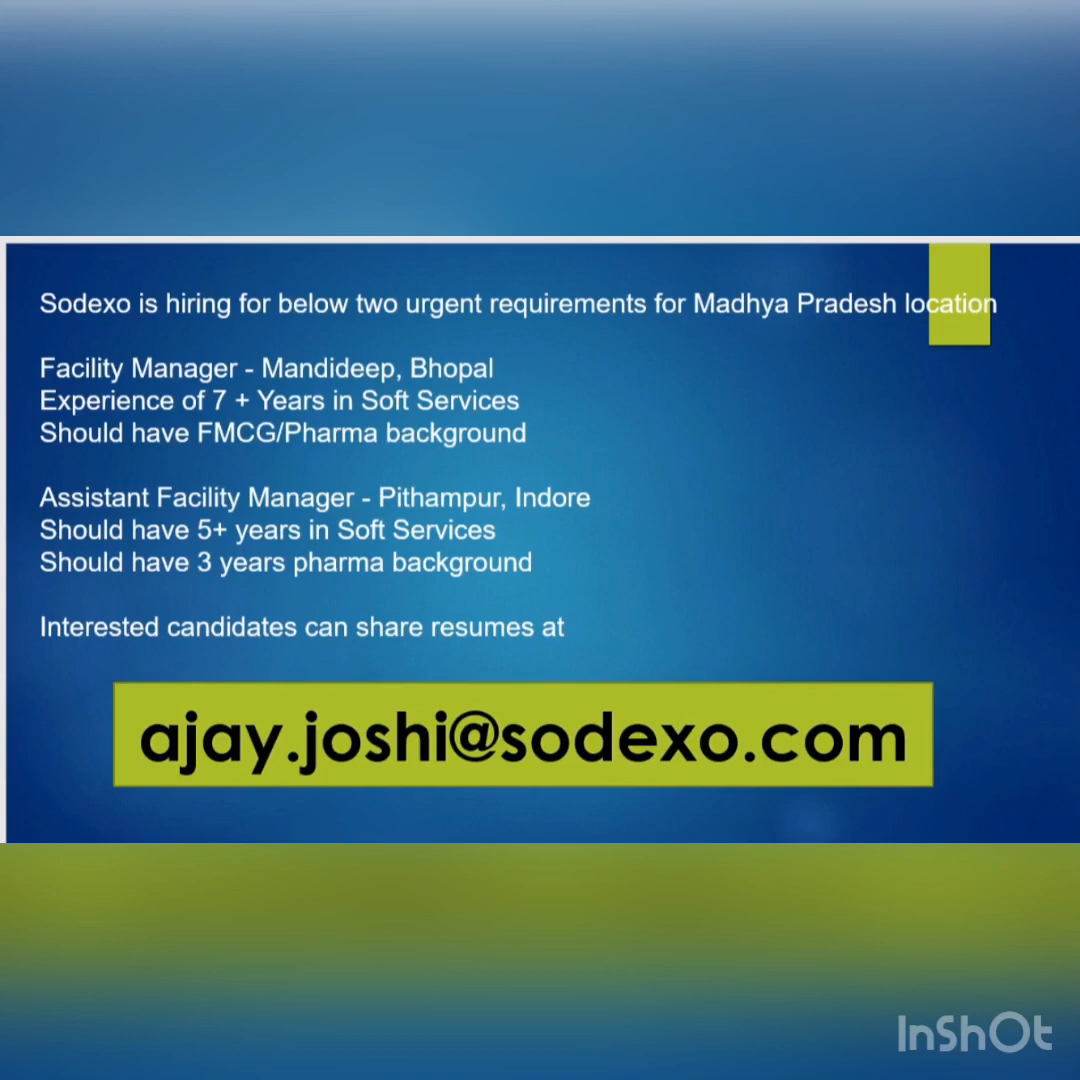 Sodexo is hiring for below two urgent requirements for Madhya Pradesh location
Facility Manager - Mandideep, Bhopal
Experience of 7 + Years in Soft Services
Should have FMCG/Pharma background
Assistant Facility Manager - Pithampur, Indore
Should have 5+ years in Soft Services
Should have 3 years pharma background
Interested candidates can share resumes at
ajay.joshi@sodexo.com
InShOt